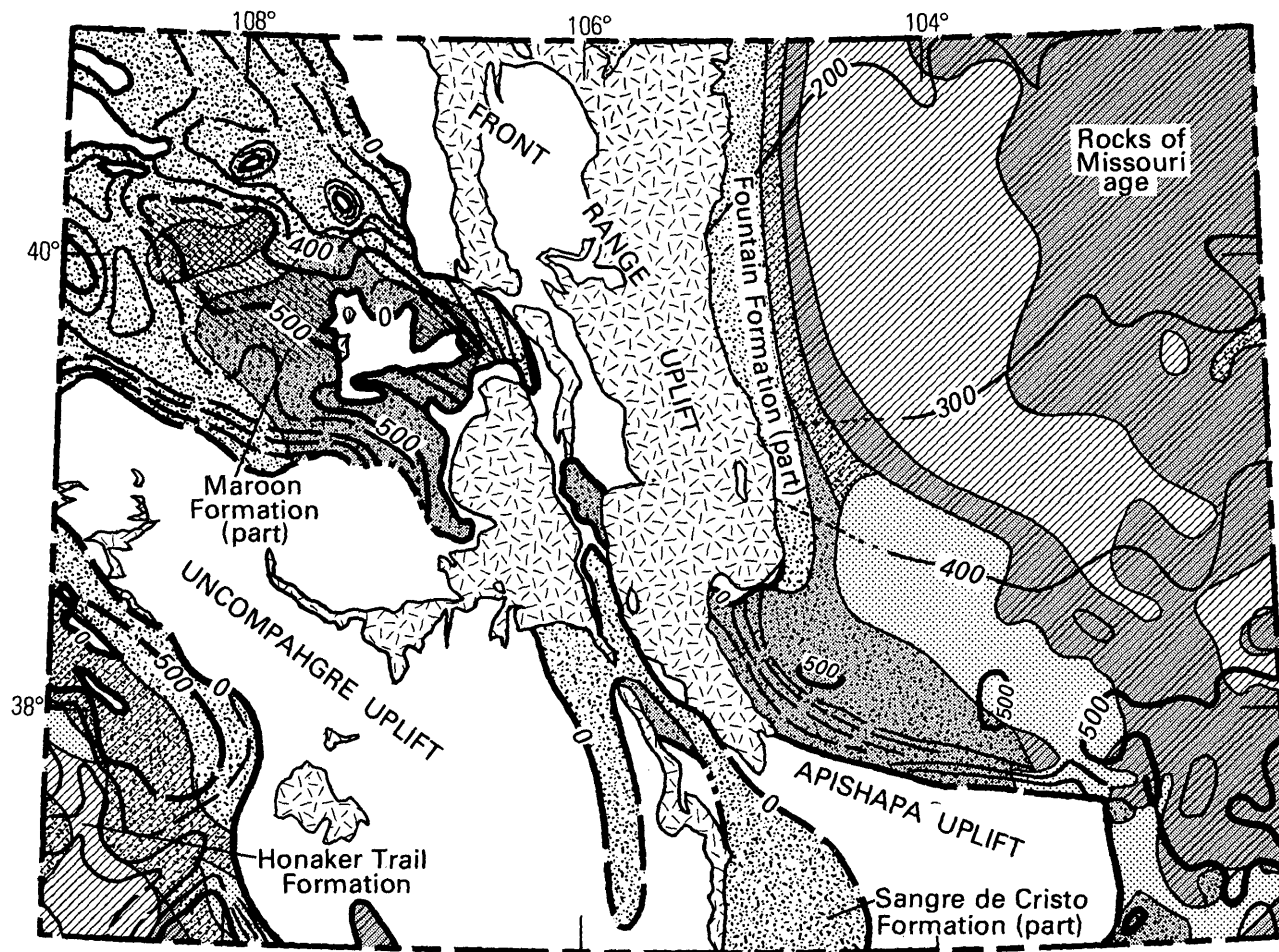 108°
106°
104°
200
FRONT
RANGE
UPLIFT
Rocks of
Missouri
age
Fountain Formation (part)
0
40°
400
500
0
0
300
500
Maroon
Formation
(part)
400
UNCOMPAHGRE UPLIFT
0
0
500
0
500
500
500
38°
0
APISHAPA UPLIFT
0
Honaker Trail
Formation
Sangre de Cristo
Formation (part)